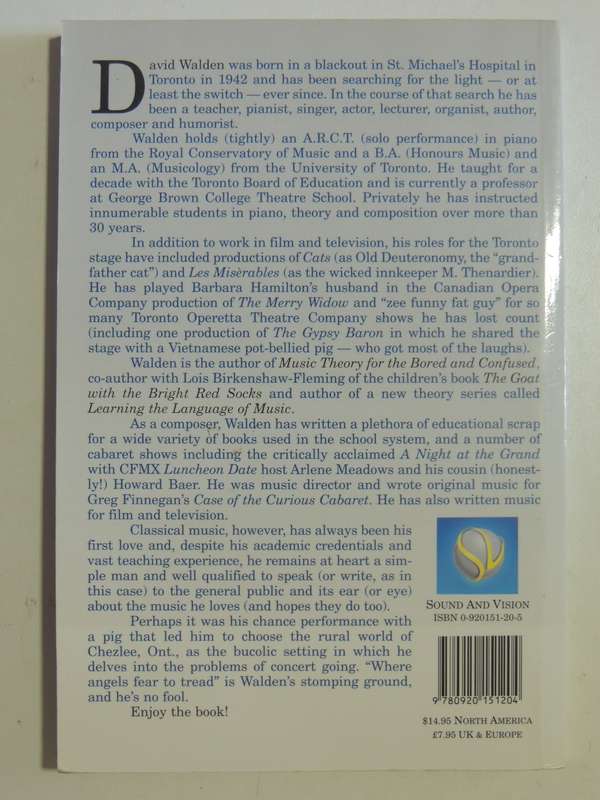 David Walden was born in a blackout in St. Michael's Hospital in
Toronto in 1942 and has been searching for the light — or at
least the switch — ever since. In the course of that search he has
been a teacher, pianist, singer, actor, lecturer, organist, author,
composer and humorist.
Walden holds (tightly) an A.R.C.T. (solo performance) in piano
from the Royal Conservatory of Music and a B.A. (Honours Music) and
an M.A. (Musicology) from the University of Toronto. He taught for a
decade with the Toronto Board of Education and is currently a professor
at George Brown College Theatre School. Privately he has instructed
innumerable students in piano, theory and composition over more than
30 years.
In addition to work in film and television, his roles for the Toronto
stage have included productions of Cats (as Old Deuteronomy, the "grand-
father cat") and Les Misèrables (as the wicked innkeeper M. Thenardier).
He has played Barbara Hamilton's husband in the Canadian Opera
Company production of The Merry Widow and "zee funny fat guy" for so
many Toronto Operetta Theatre Company shows he has lost count
(including one production of The Gypsy Baron in which he shared the
stage with a Vietnamese pot-bellied pig — who got most of the laughs).
Walden is the author of Music Theory for the Bored and Confused,
co-author with Lois Birkenshaw-Fleming of the children's book The Goat
with the Bright Red Socks and author of a new theory series called
Learning the Language of Music.
As a composer, Walden has written a plethora of educational scrap
for a wide variety of books used in the school system, and a number of
cabaret shows including the critically acclaimed A Night at the Grand
with CFMX Luncheon Date host Arlene Meadows and his cousin (honest-
ly!) Howard Baer. He was music director and wrote original music for
Greg Finnegan's Case of the Curious Cabaret. He has also written music
for film and television.
Classical music, however, has always been his
first love and, despite his academic credentials and
vast teaching experience, he remains at heart a sim-
ple man and well qualified to speak (or write, as in
this case) to the general public and its ear (or eye)
about the music he loves (and hopes they do too).
Perhaps it was his chance performance with
a pig that led him to choose the rural world of
Chezlee, Ont., as the bucolic setting in which he
delves into the problems of concert going. "Where
angels fear to tread" is Walden's stomping ground,
and he's no fool.
Enjoy the book!
SV
SOUND AND VISION
ISBN 0-920151-20-5
9 780920 151204
$14.95 NORTH AMERICA
£7.95 UK & EUROPE